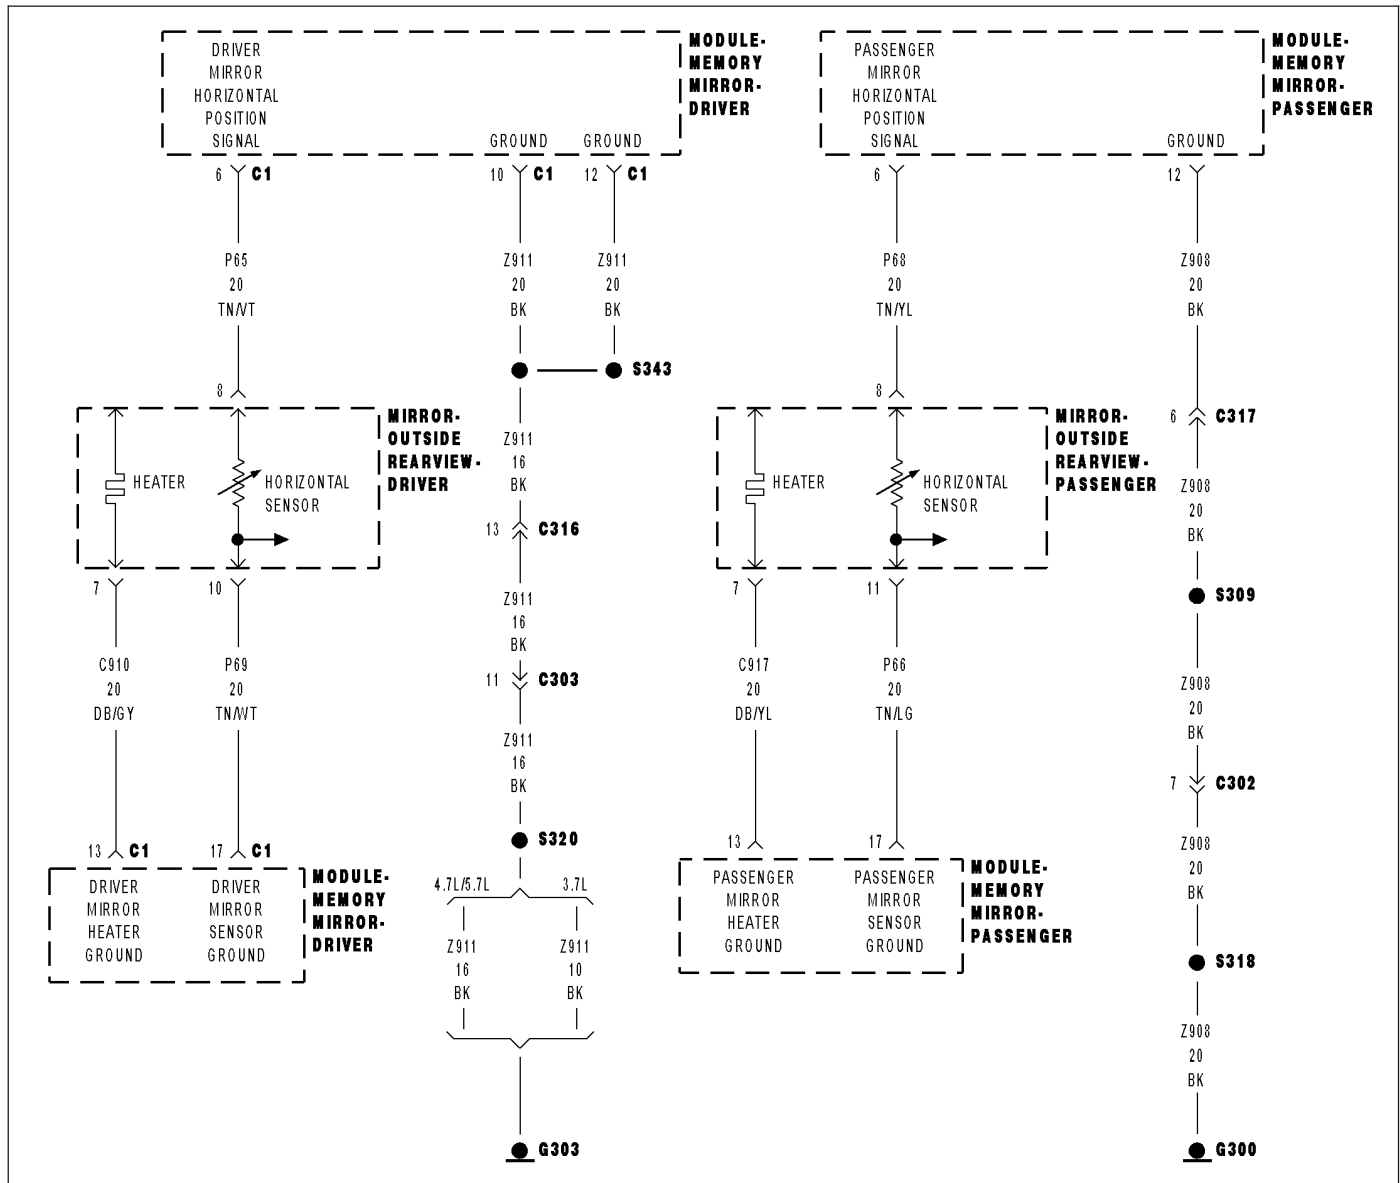 DRIVER
MIRROR
HORIZONTAL
POSITION
SIGNAL
GROUND
GROUND
MODULE-
MEMORY
MIRROR-
DRIVER
PASSENGER
MIRROR
HORIZONTAL
POSITION
SIGNAL
GROUND
MODULE-
MEMORY
MIRROR-
PASSENGER
6 C1
10 C1
12 C1
6
12
P65
20
TN/VT
Z911
20
BK
Z911
20
BK
P68
20
TN/YL
Z908
20
BK
S343
8
HEATER
HORIZONTAL
SENSOR
MIRROR-
OUTSIDE
REARVIEW-
DRIVER
7
10
Z911
16
BK
13 C316
Z911
16
BK
11 C303
Z911
16
BK
S320
8
HEATER
HORIZONTAL
SENSOR
MIRROR-
OUTSIDE
REARVIEW-
PASSENGER
7
11
6 C317
Z908
20
BK
S309
Z908
20
BK
7 C302
Z908
20
BK
S318
Z908
20
BK
G300
C910
20
DB/GY
P69
20
TN/WT
13 C1
17 C1
DRIVER
MIRROR
HEATER
GROUND
DRIVER
MIRROR
SENSOR
GROUND
MODULE-
MEMORY
MIRROR-
DRIVER
4.7L/5.7L
3.7L
Z911
16
BK
Z911
10
BK
G303
C917
20
DB/YL
P66
20
TN/LG
13
17
PASSENGER
MIRROR
HEATER
GROUND
PASSENGER
MIRROR
SENSOR
GROUND
MODULE-
MEMORY
MIRROR-
PASSENGER